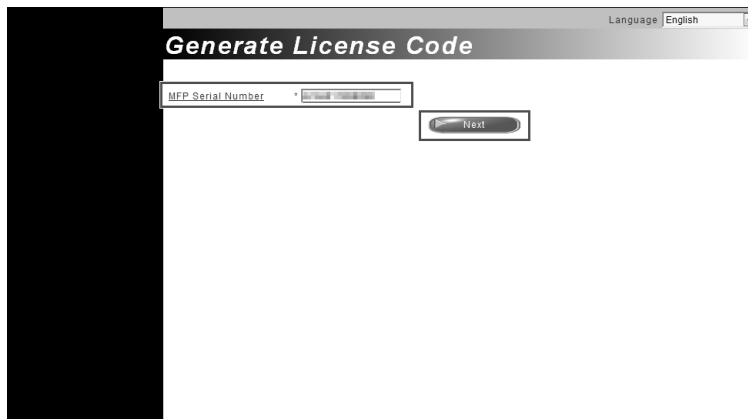 Language English
Generate License Code
MFP Serial Number *
Next